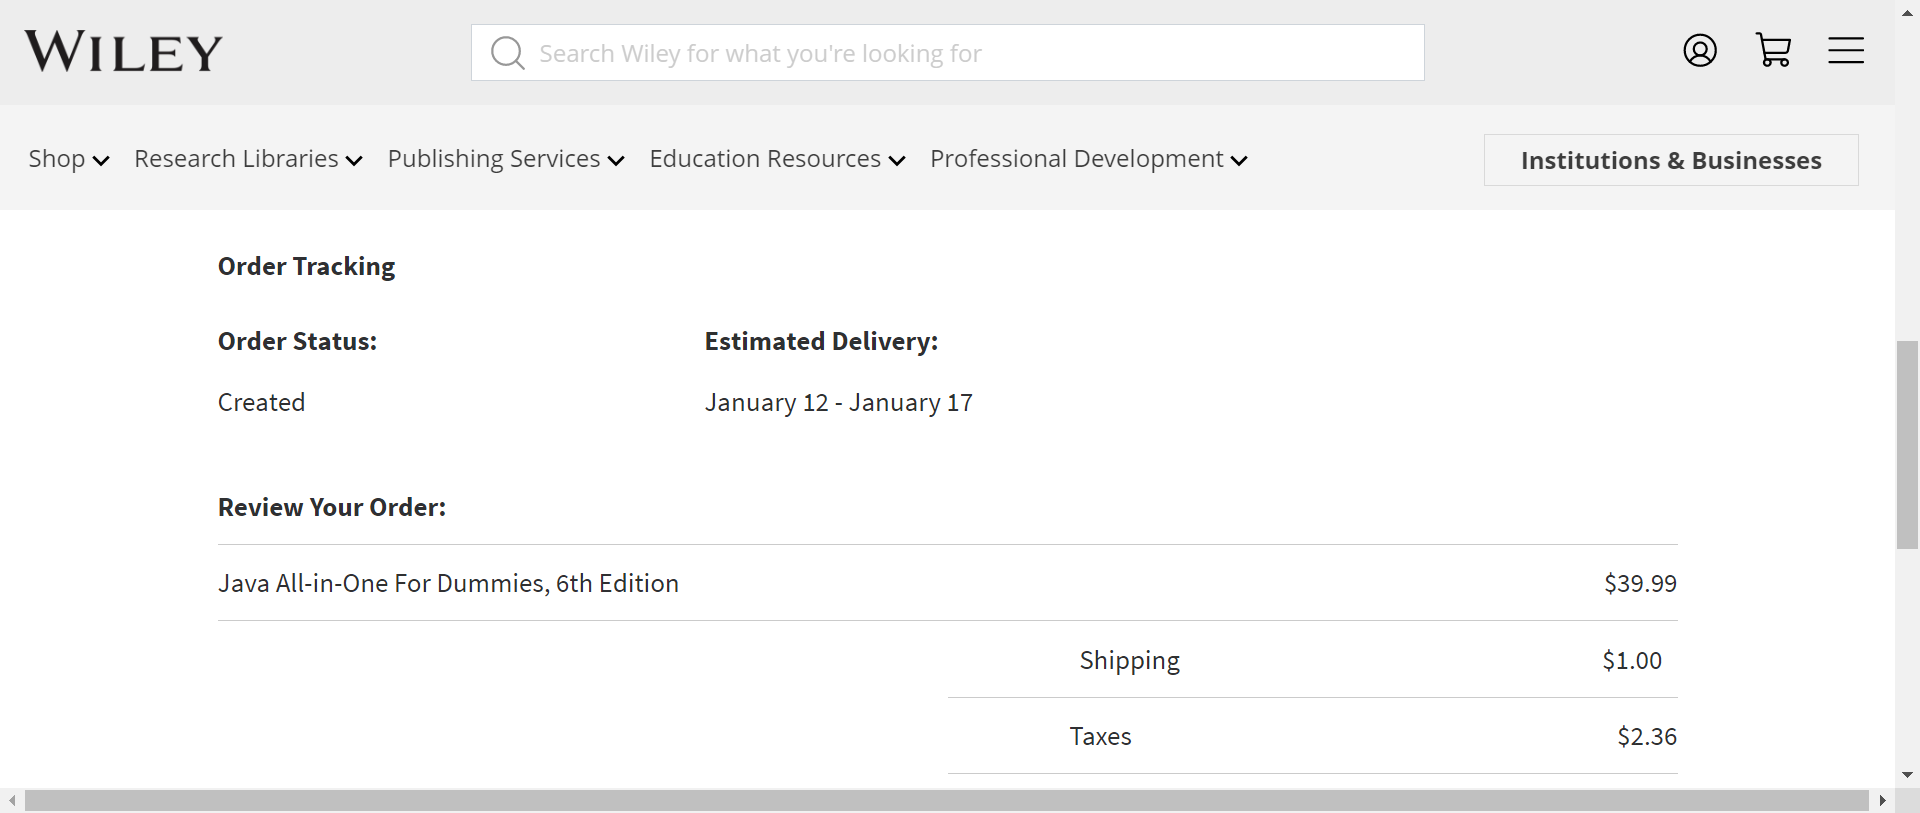 WILEY
Search Wiley for what you're looking for
Shop Research Libraries Publishing Services Education Resources Professional Development Institutions & Businesses
Order Tracking
Order Status: Estimated Delivery:
Created January 12 - January 17
Review Your Order:
Java All-in-One For Dummies, 6th Edition $39.99
Shipping $1.00
Taxes $2.36